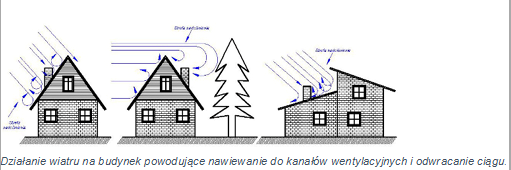 Strefa nadciśnienia
Strefa nadciśnienia
Strefa nadciśnienia
Działanie wiatru na budynek powodujące nawiewanie do kanałów wentylacyjnych i odwracanie ciągu.